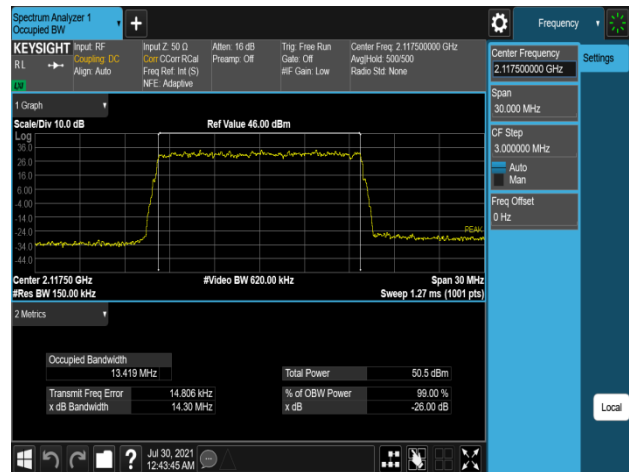 Spectrum Analyzer 1
Occupied BW
Frequency
KEYSIGHT
RL
LXI
Input: RF
Coupling: DC
Align: Auto
Input Z: 50 Ω
Corr CCorr RCal
Freq Ref: Int (S)
NFE: Adaptive
Atten: 16 dB
Preamp: Off
Trig: Free Run
Gate: Off
#IF Gain: Low
Center Freq: 2.117500000 GHz
Avg|Hold: 500/500
Radio Std: None
1 Graph
Scale/Div 10.0 dB
Ref Value 46.00 dBm
Log
36.0
26.0
16.0
6.00
-4.00
-14.0
-24.0
-34.0
-44.0
PEAK
Center 2.11750 GHz
#Video BW 620.00 kHz
Span 30 MHz
#Res BW 150.00 kHz
Sweep 1.27 ms (1001 pts)
2 Metrics
Occupied Bandwidth
13.419 MHz
Total Power 50.5 dBm
Transmit Freq Error 14.806 kHz
% of OBW Power 99.00 %
x dB Bandwidth 14.30 MHz
x dB -26.00 dB
?
Jul 30, 2021
12:43:45 AM
Center Frequency
2.117500000 GHz
Settings
Span
30.000 MHz
CF Step
3.000000 MHz
Auto
Man
Freq Offset
0 Hz
Local